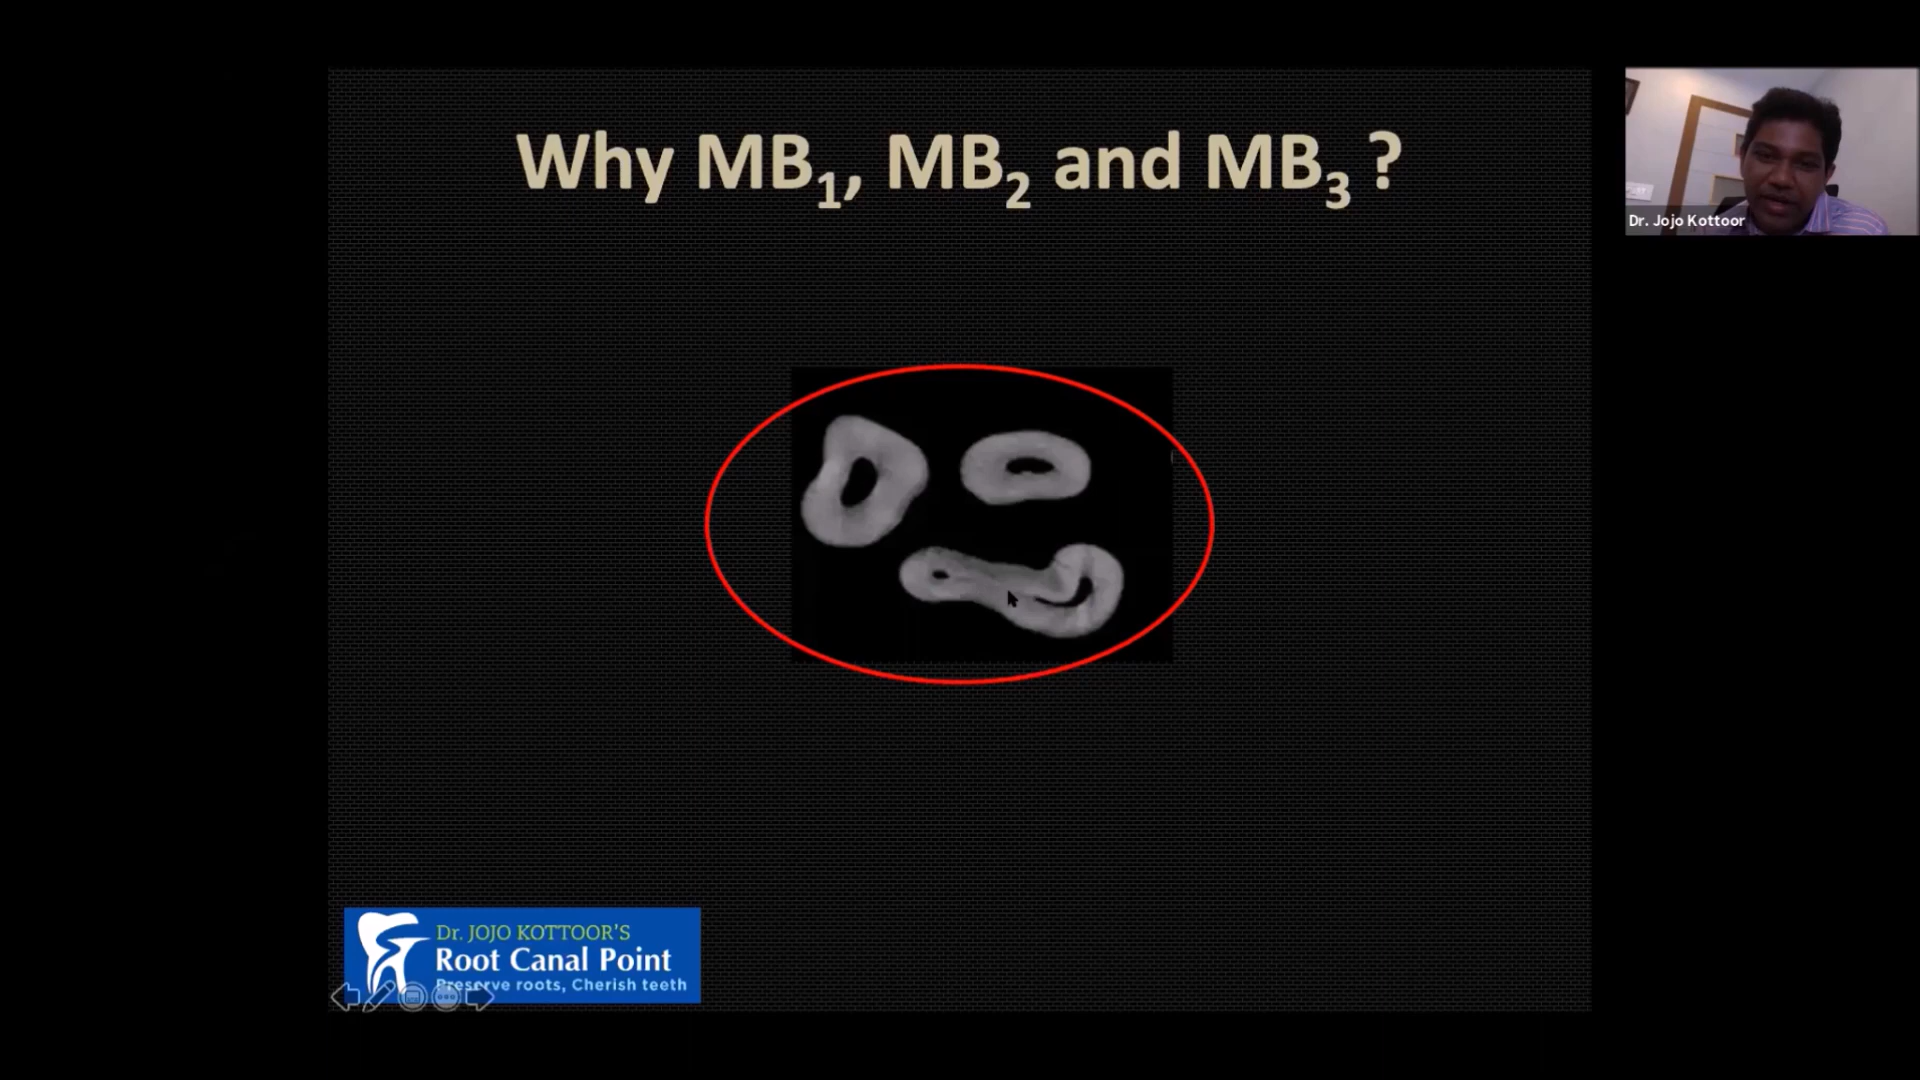 Why MB₁, MB₂ and MB₃ ?
Dr. Jojo Kottoor
Dr. JOJO KOTTOOR'S
Root Canal Point
Preserve roots, Cherish teeth